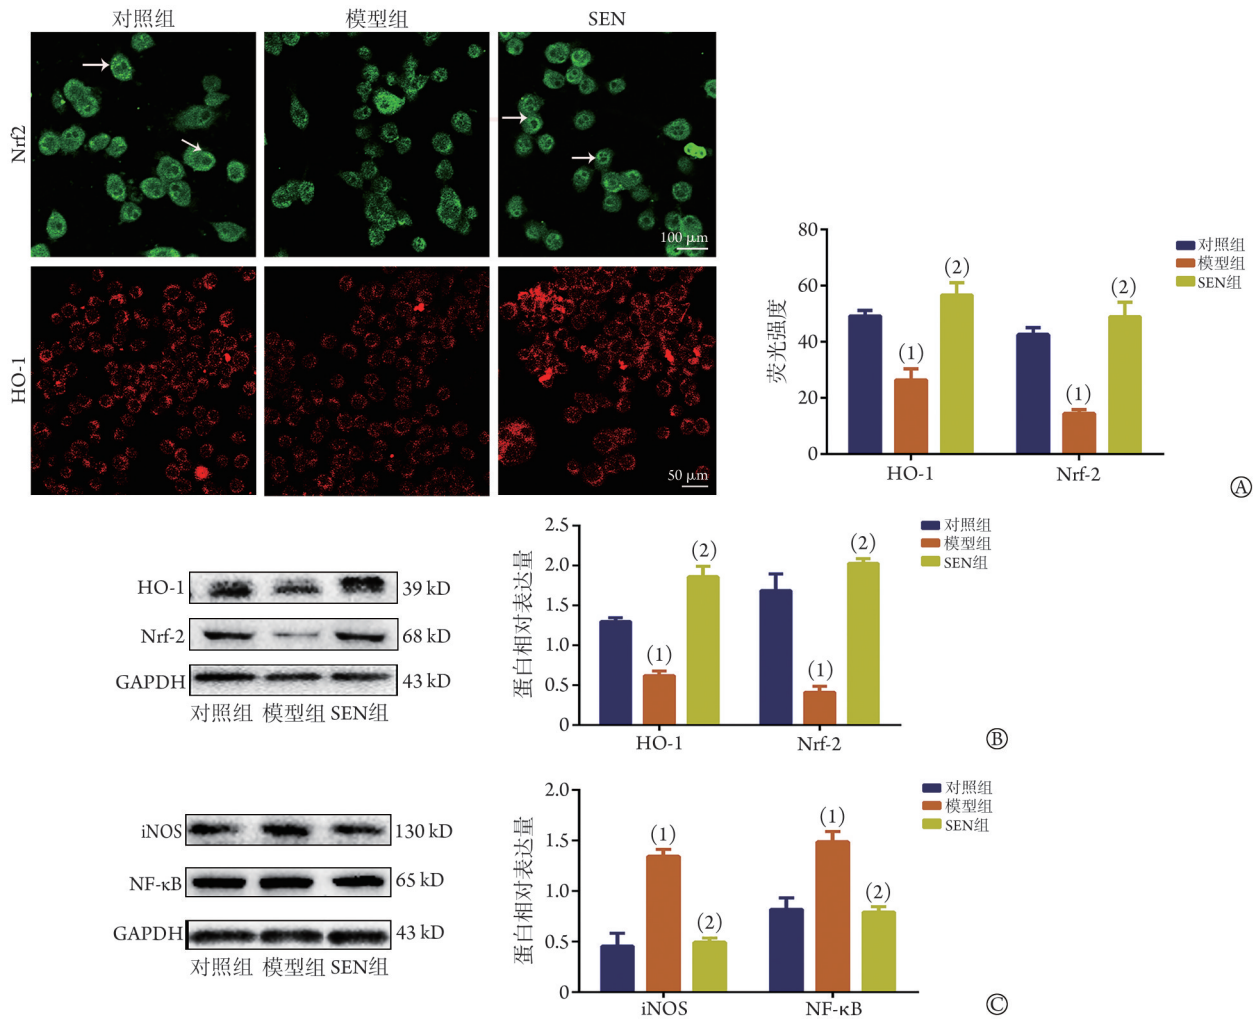 对照组
模型组
SEN
Nrf2
100 μm
HO-1
50 μm
荧光强度
80
60
40
20
0
(1)
(2)
(1)
(2)
HO-1
Nrf-2
对照组
模型组
SEN组
Ⓐ
HO-1
39 kD
Nrf-2
68 kD
GAPDH
43 kD
对照组 模型组 SEN组
蛋白相对表达量
2.5
2.0
1.5
1.0
0.5
0
(1)
(2)
(1)
(2)
HO-1
Nrf-2
对照组
模型组
SEN组
Ⓑ
iNOS
130 kD
NF-κB
65 kD
GAPDH
43 kD
对照组 模型组 SEN组
蛋白相对表达量
2.0
1.5
1.0
0.5
0
(1)
(2)
(1)
(2)
iNOS
NF-κB
对照组
模型组
SEN组
Ⓒ